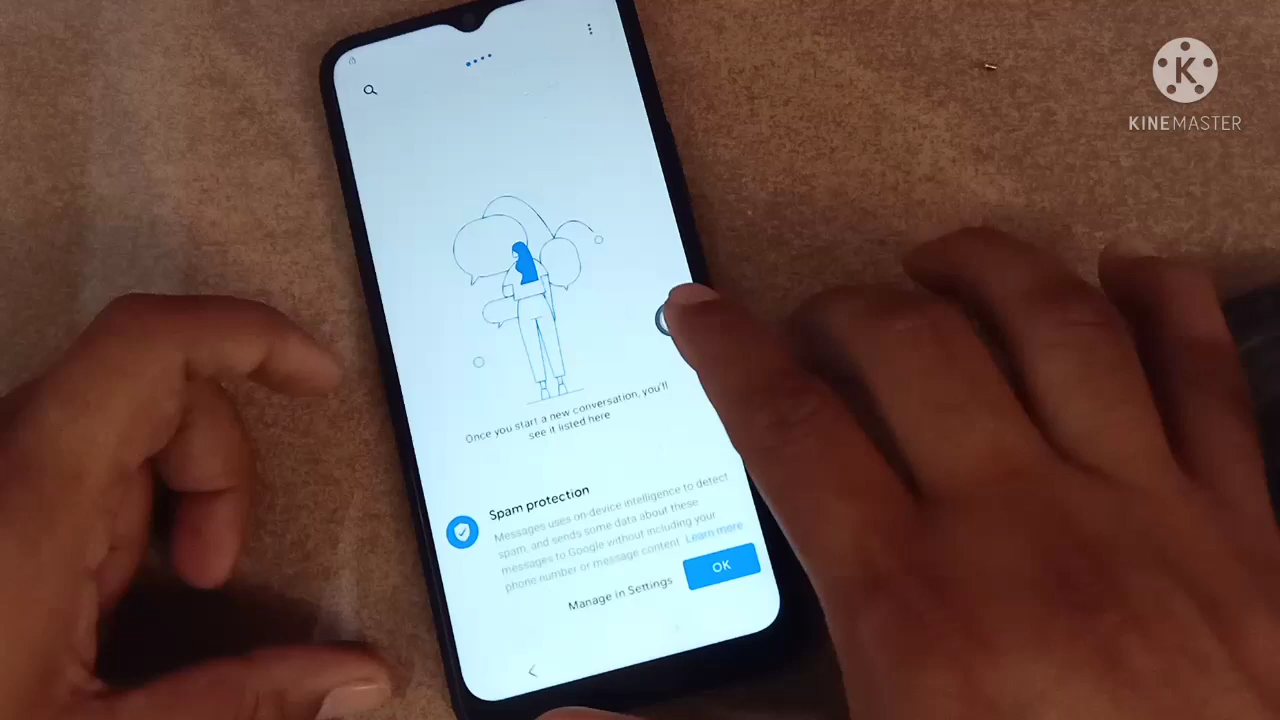 K
KINEMASTER
Once you start a new conversation, you'll
see it listed here
Spam protection
Messages uses on-device intelligence to detect
spam, and sends some data about these
messages to Google without including your
phone number or message content. Learn more
Manage in Settings
OK